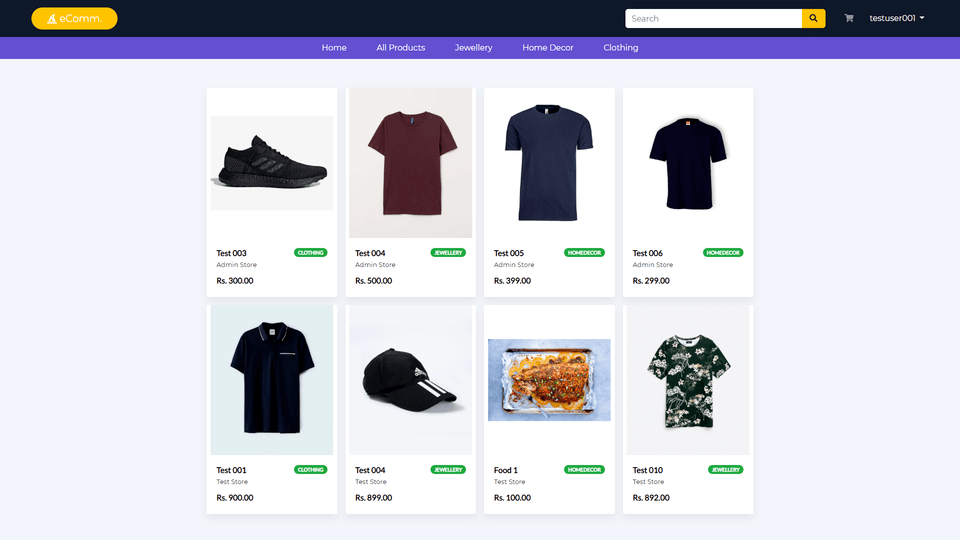 eComm.
Search
testuser001
Home All Products Jewellery Home Decor Clothing
Test 003 CLOTHING
Admin Store
Rs. 300.00
Test 004 JEWELLERY
Admin Store
Rs. 500.00
Test 005 HOMEDECOR
Admin Store
Rs. 399.00
Test 006 HOMEDECOR
Admin Store
Rs. 299.00
adidas
Test 001 CLOTHING
Test Store
Rs. 900.00
Test 004 JEWELLERY
Test Store
Rs. 899.00
Food 1 HOMEDECOR
Test Store
Rs. 100.00
Test 010 JEWELLERY
Test Store
Rs. 892.00